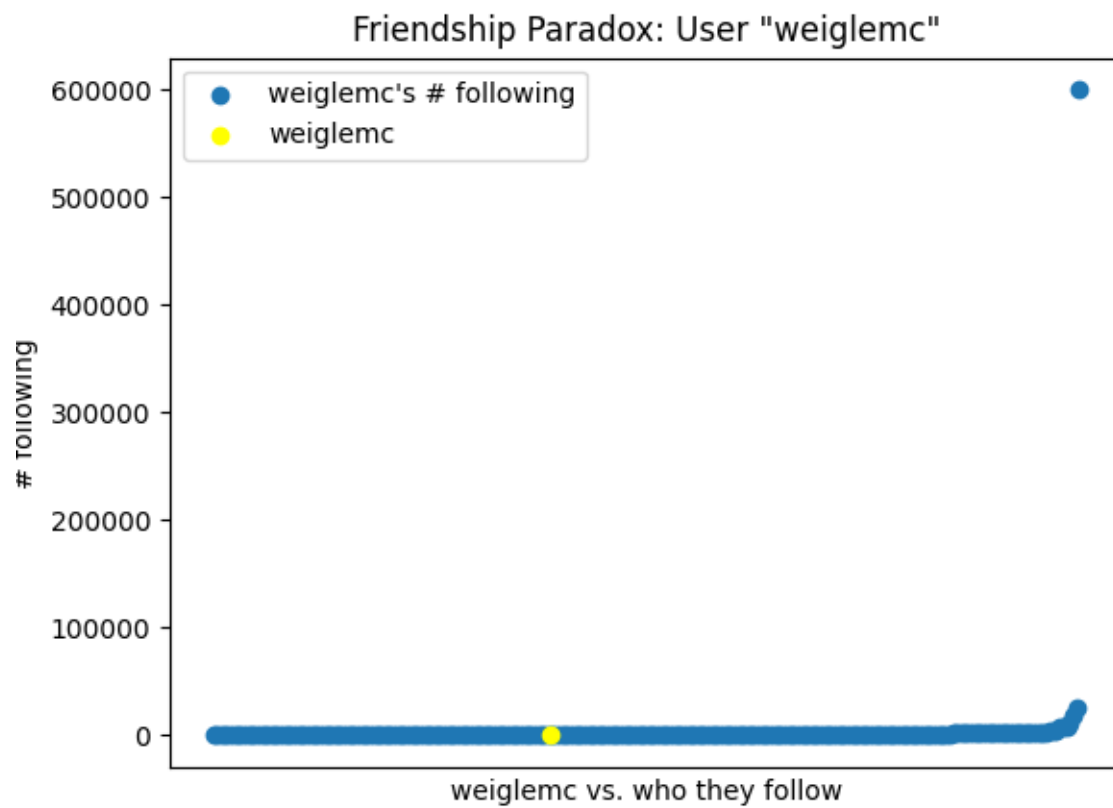 Friendship Paradox: User "weiglemc"
weiglemc's # following
weiglemc
600000
500000
400000
300000
200000
100000
0
# following
weiglemc vs. who they follow